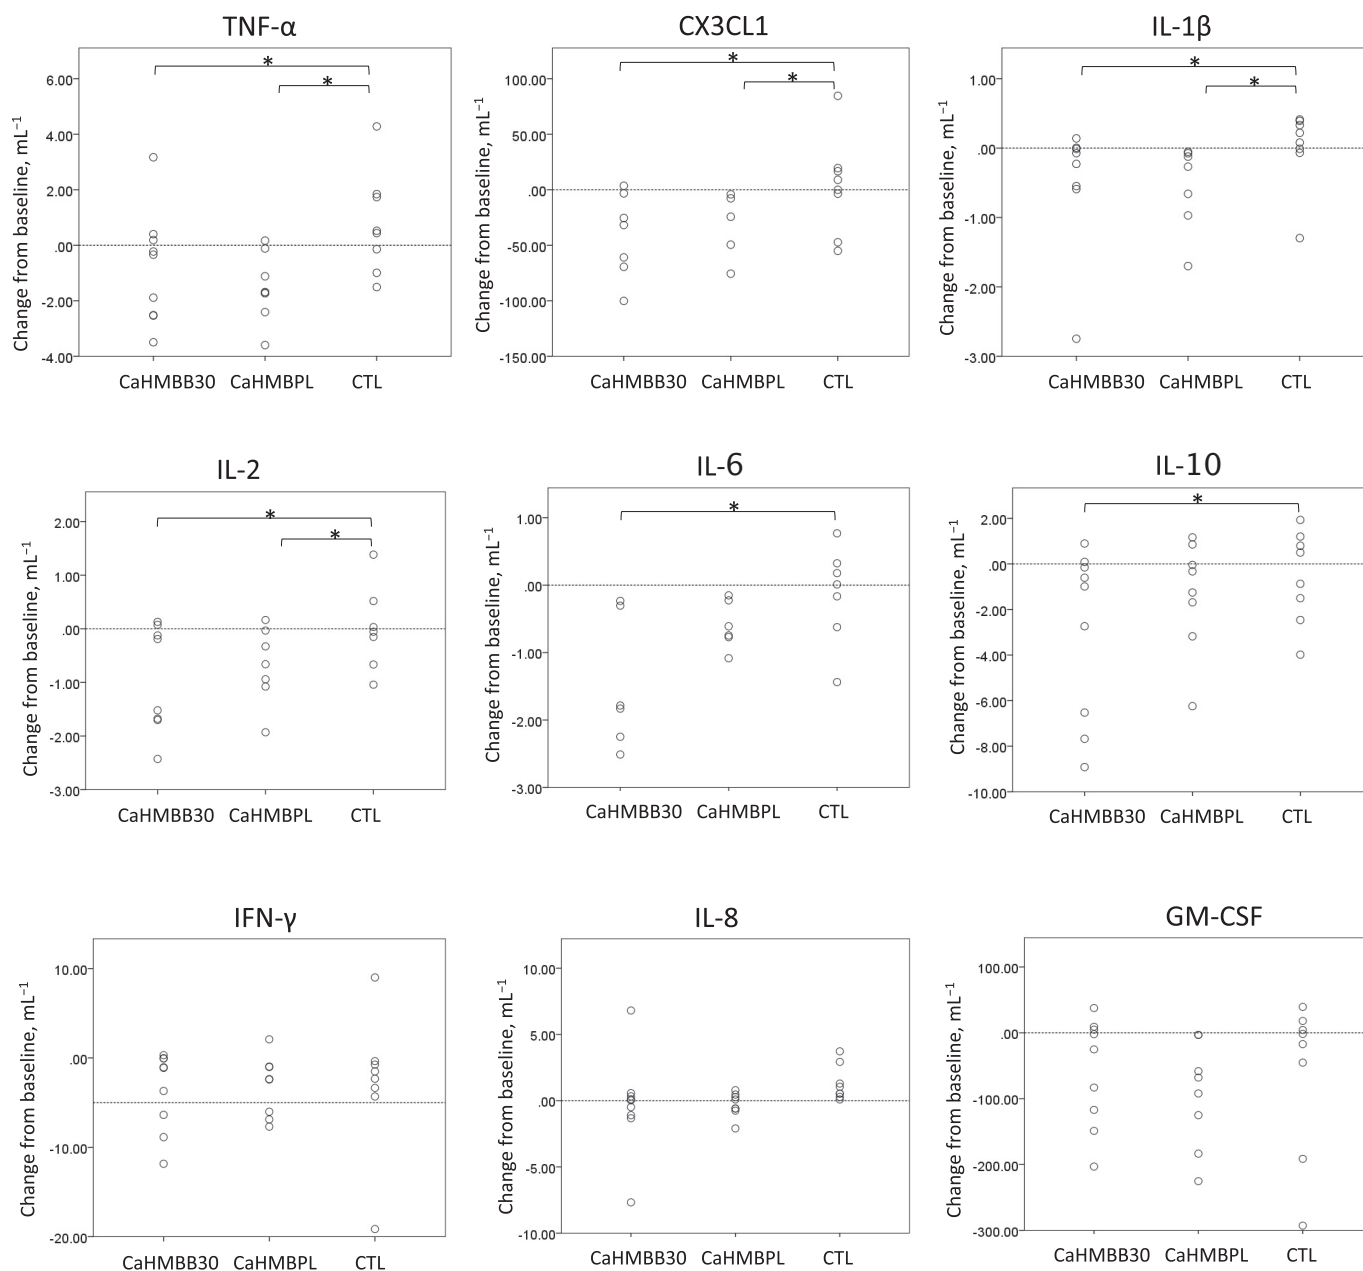 TNF-α
CX3CL1
IL-1β
Change from baseline, mL⁻¹
6.00
4.00
2.00
.00
-2.00
-4.00
*
*
CaHMBB30 CaHMBPL CTL
Change from baseline, mL⁻¹
100.00
50.00
.00
-50.00
-100.00
-150.00
*
*
CaHMBB30 CaHMBPL CTL
Change from baseline, mL⁻¹
1.00
.00
-1.00
-2.00
-3.00
*
*
CaHMBB30 CaHMBPL CTL
IL-2
IL-6
IL-10
Change from baseline, mL⁻¹
2.00
1.00
.00
-1.00
-2.00
-3.00
*
*
CaHMBB30 CaHMBPL CTL
Change from baseline, mL⁻¹
1.00
.00
-1.00
-2.00
-3.00
*
CaHMBB30 CaHMBPL CTL
Change from baseline, mL⁻¹
2.00
.00
-2.00
-4.00
-6.00
-8.00
-10.00
*
CaHMBB30 CaHMBPL CTL
IFN-γ
IL-8
GM-CSF
Change from baseline, mL⁻¹
10.00
.00
-10.00
-20.00
CaHMBB30 CaHMBPL CTL
Change from baseline, mL⁻¹
10.00
5.00
.00
-5.00
-10.00
CaHMBB30 CaHMBPL CTL
Change from baseline, mL⁻¹
100.00
.00
-100.00
-200.00
-300.00
CaHMBB30 CaHMBPL CTL